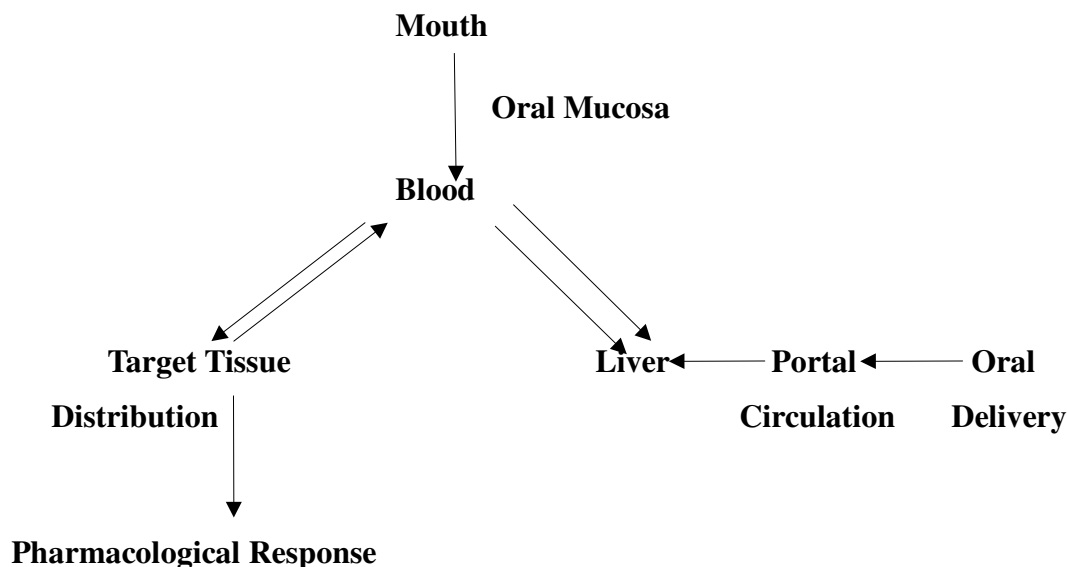 Mouth
Oral Mucosa
Blood
Target Tissue
Distribution
Liver
Portal
Circulation
Oral
Delivery
Pharmacological Response